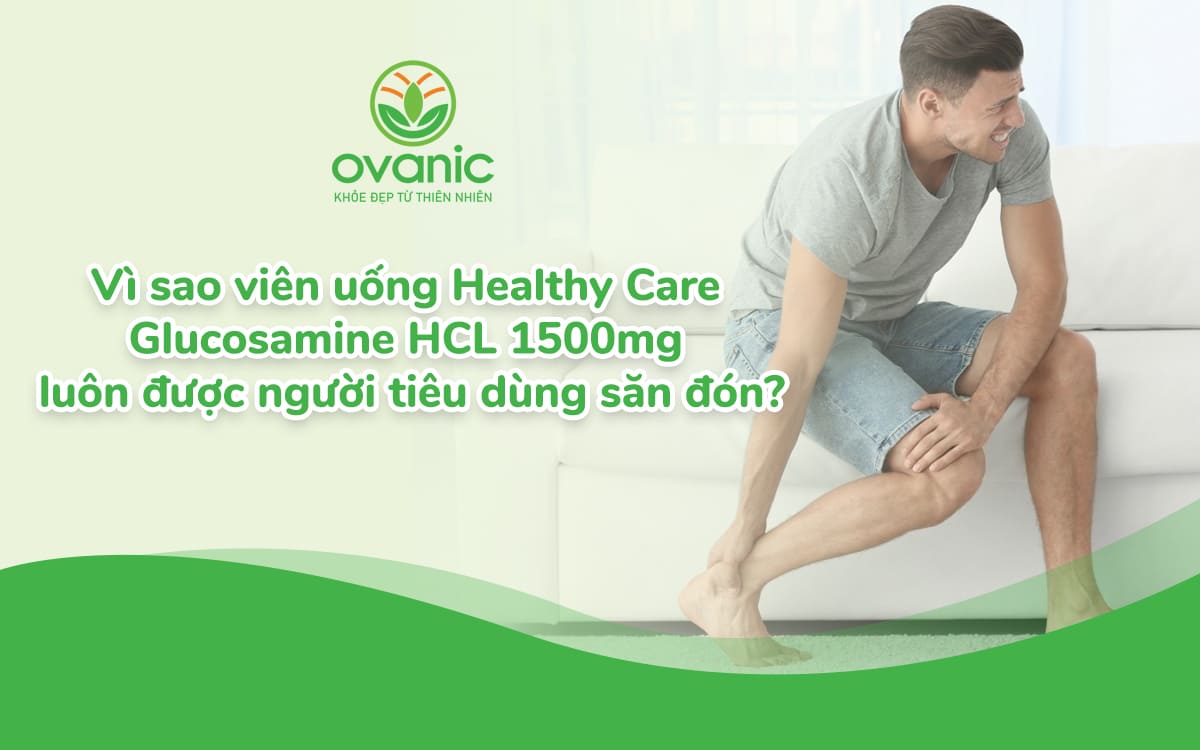 ovanic
KHỎE ĐẸP TỪ THIÊN NHIÊN
Vì sao viên uống Healthy Care
Glucosamine HCL 1500mg
luôn được người tiêu dùng săn đón?